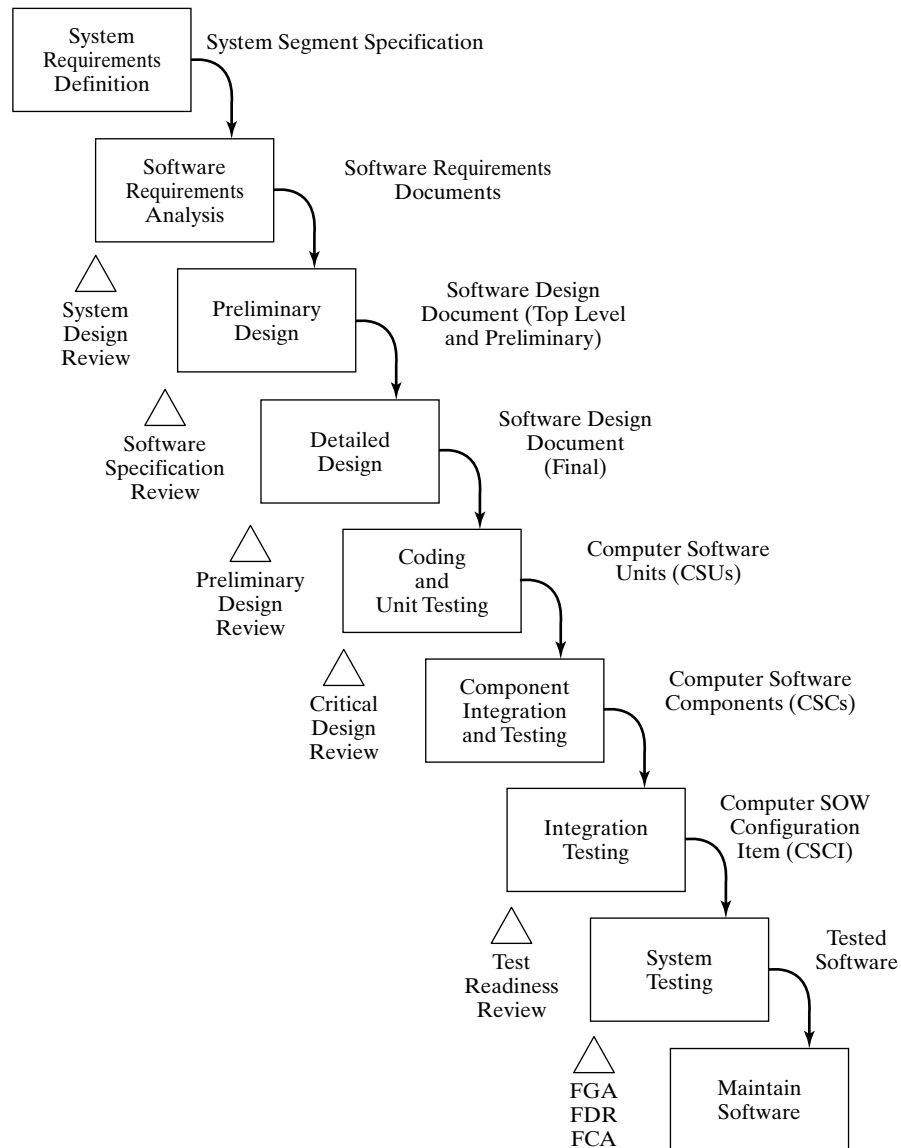 System
Requirements
Definition
System Segment Specification
Software
Requirements
Analysis
Software Requirements
Documents
System
Design
Review
Preliminary
Design
Software Design
Document (Top Level
and Preliminary)
Software
Specification
Review
Detailed
Design
Software Design
Document
(Final)
Preliminary
Design
Review
Coding
and
Unit Testing
Computer Software
Units (CSUs)
Critical
Design
Review
Component
Integration
and Testing
Computer Software
Components (CSCs)
Integration
Testing
Computer SOW
Configuration
Item (CSCI)
Test
Readiness
Review
System
Testing
Tested
Software
FGA
FDR
FCA
Maintain
Software